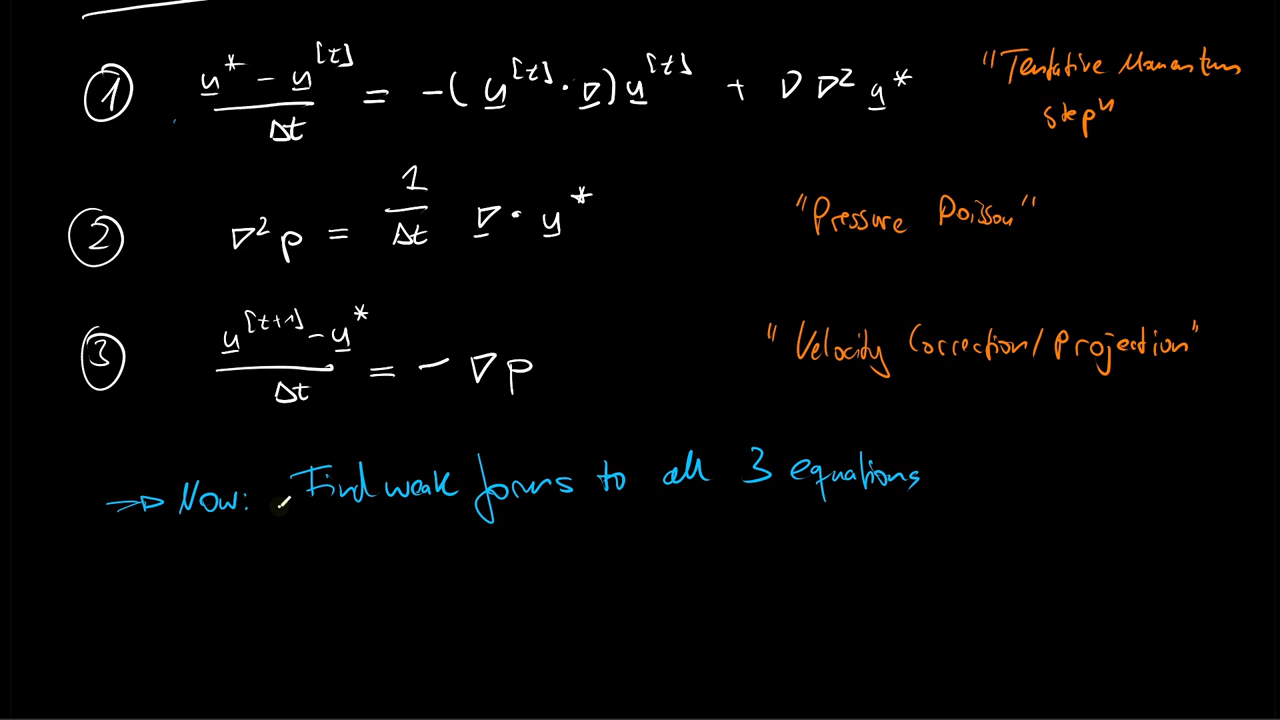 ① (u* − u^[t]) / Δt = −(u^[t] · ∇) u^[t] + ν ∇² u* "Tentative Momentum step"
② ∇² p = 1/Δt ∇ · u* "Pressure Poisson"
③ (u^[t+1] − u*) / Δt = − ∇ p "Velocity Correction/Projection"
⇒ Now: Find weak forms to all 3 equations